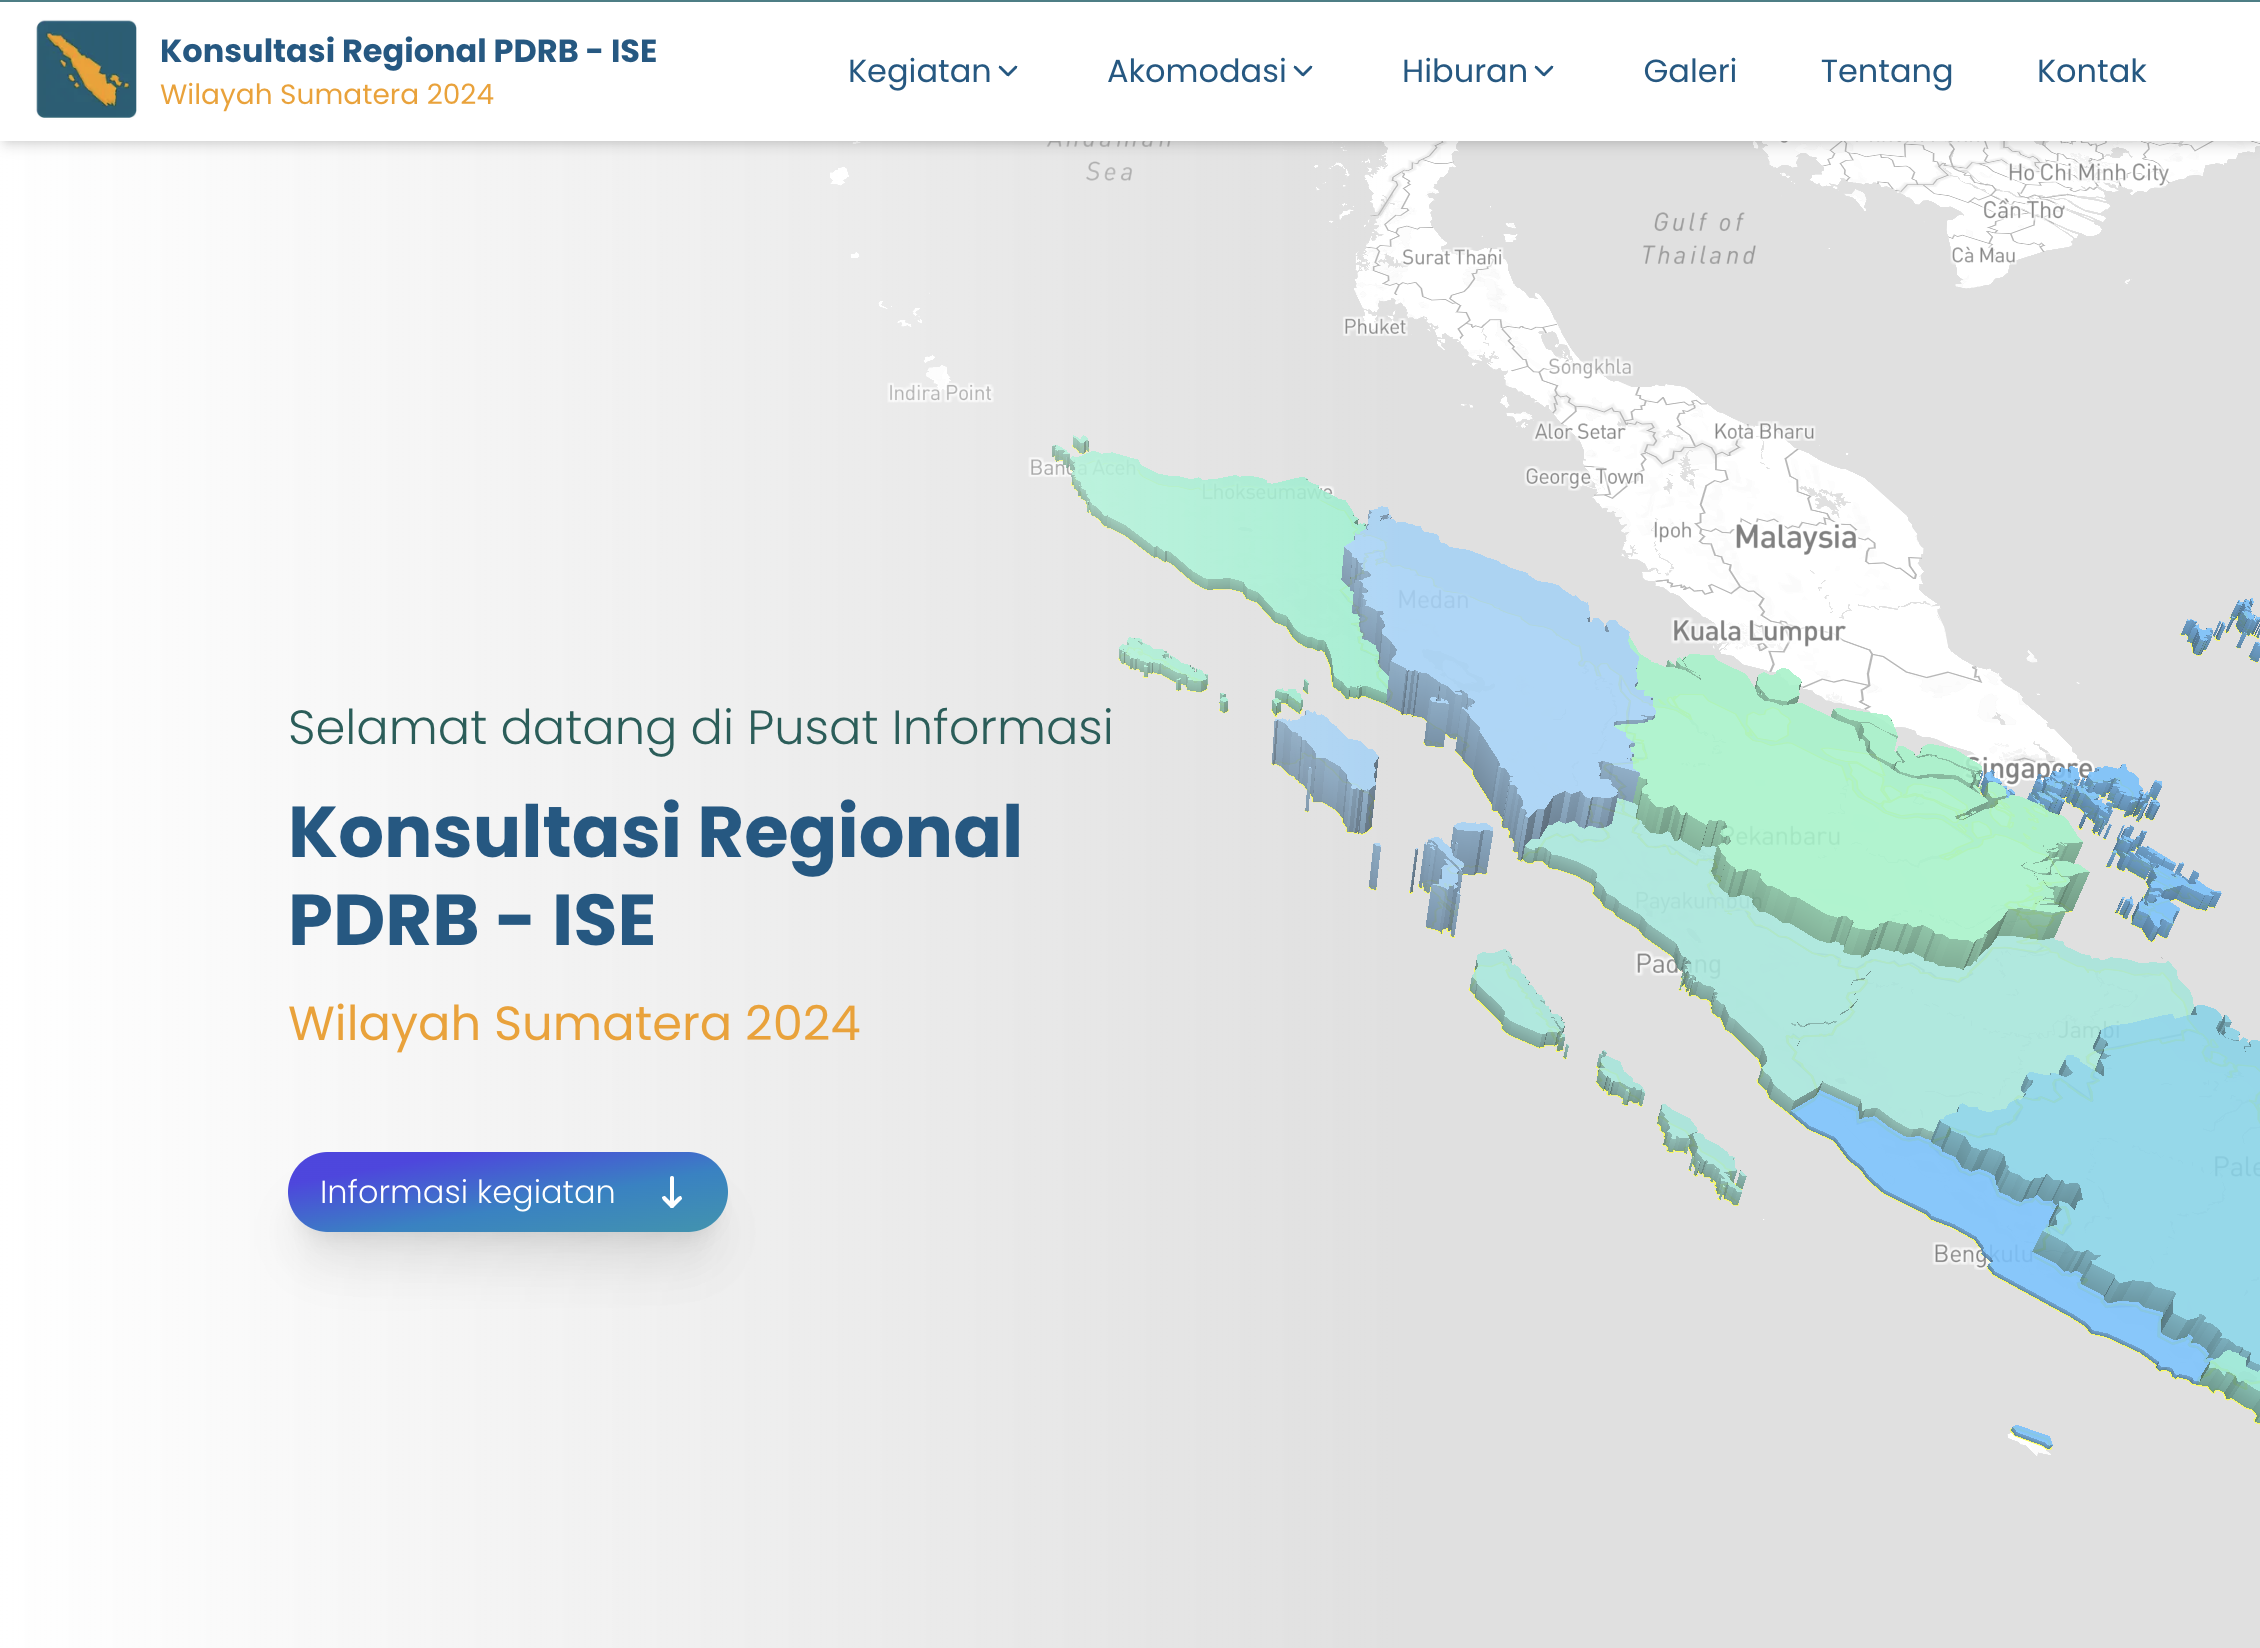 Konsultasi Regional PDRB - ISE
Wilayah Sumatera 2024
Kegiatan
Akomodasi
Hiburan
Galeri
Tentang
Kontak
Andaman
Sea
Ho Chi Minh City
Cần Thơ
Gulf of
Thailand
Cà Mau
Surat Thani
Phuket
Songkhla
Indira Point
Alor Setar
Kota Bharu
Banda Aceh
George Town
Lhokseumawe
Ipoh
Malaysia
Medan
Kuala Lumpur
Selamat datang di Pusat Informasi
Singapore
Konsultasi Regional
PDRB - ISE
Pekanbaru
Payakumbuh
Padang
Wilayah Sumatera 2024
Jambi
Informasi kegiatan
Bengkulu